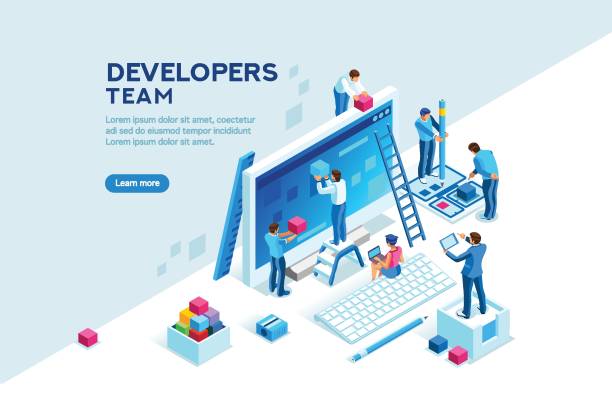 DEVELOPERS
TEAM
Lorem ipsum dolor sit amet, coectetur
adi sed do eiusmod tempor incididunt
Lorem ipsum dolor sit amet.
Learn more